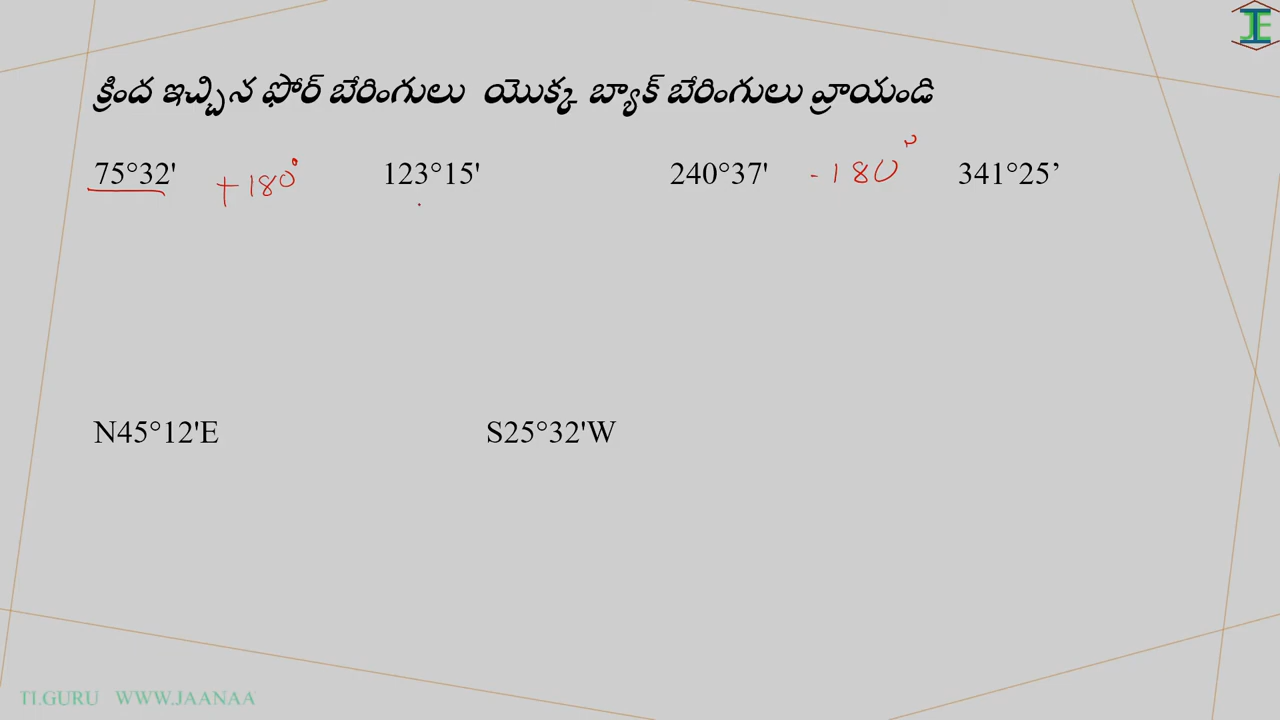 క్రింద ఇచ్చిన ఫోర్ బేరింగులు యొక్క బ్యాక్ బేరింగులు వ్రాయండి
75°32' +180° 123°15' 240°37' -180° 341°25’
N45°12'E S25°32'W
TI.GURU WWW.JAANAA